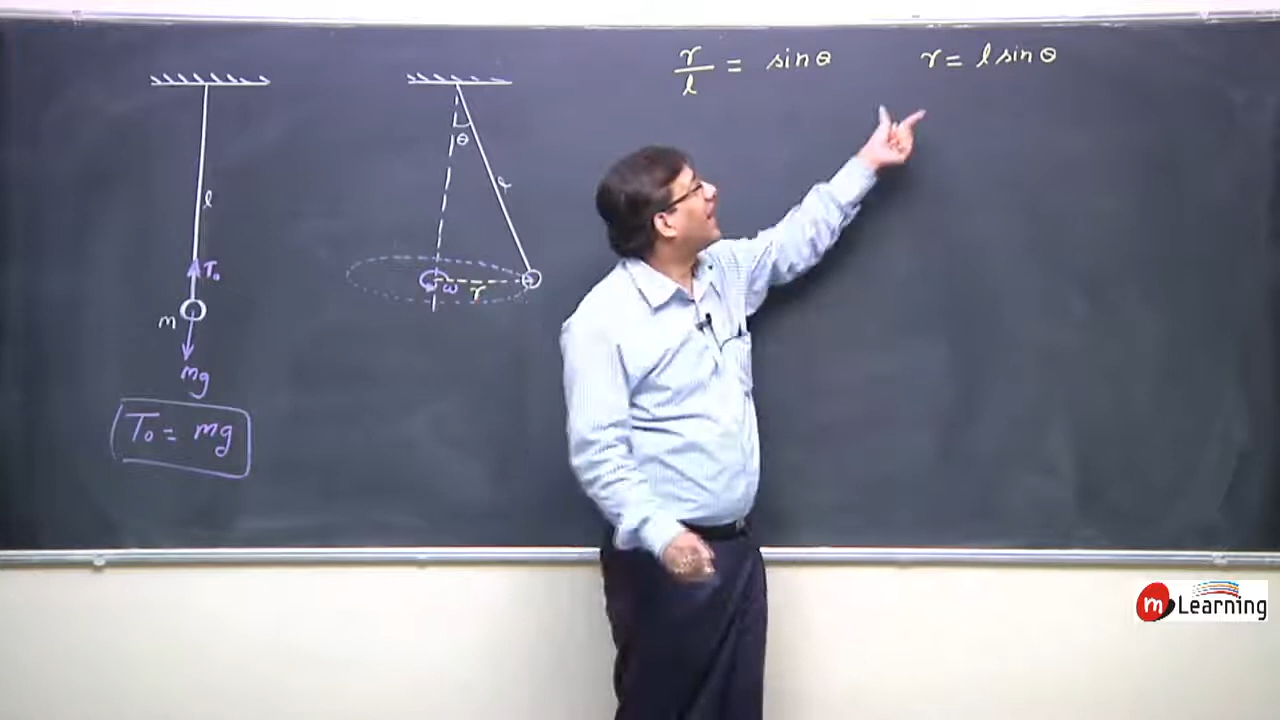 r/l = sin θ
r = l sin θ
θ
l
l
T₀
ω
r
m
mg
T₀ = mg
m Learning